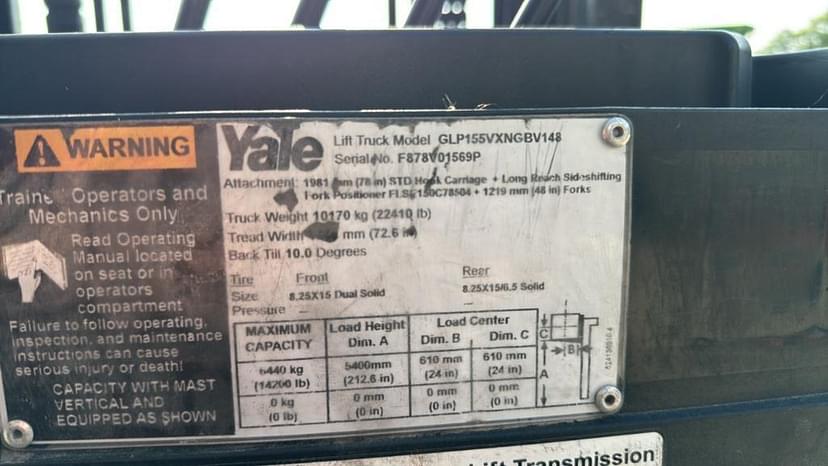 WARNING
Operators and
Mechanics Only
Read Operating
Manual located
on seat or in
operators
compartment
Failure to follow operating,
inspection, and maintenance
instructions can cause
serious injury or death!
CAPACITY WITH MAST
VERTICAL AND
EQUIPPED AS SHOWN
Yale
Lift Truck Model GLP155VXNGBV148
Serial No. F878V01569P
Attachment: 1981 mm (78 in) STD Hook Carriage + Long Reach Sideshifting
Fork Positioner 150C78504 + 1219 mm (48 in) Forks
Truck Weight 10170 kg (22410 lb)
Tread Width mm (72.6 in)
Back Tilt 10.0 Degrees
Tire Front Rear
Size 8.25X15 Dual Solid 8.25X15/6.5 Solid
Pressure – –
MAXIMUM CAPACITY Load Height Dim. A Load Center Dim. B Dim. C
6440 kg (14200 lb) 5400mm (212.6 in) 610 mm (24 in) 610 mm (24 in)
0 kg (0 lb) 0 mm (0 in) 0 mm (0 in) 0 mm (0 in)
C
B
A
Transmission